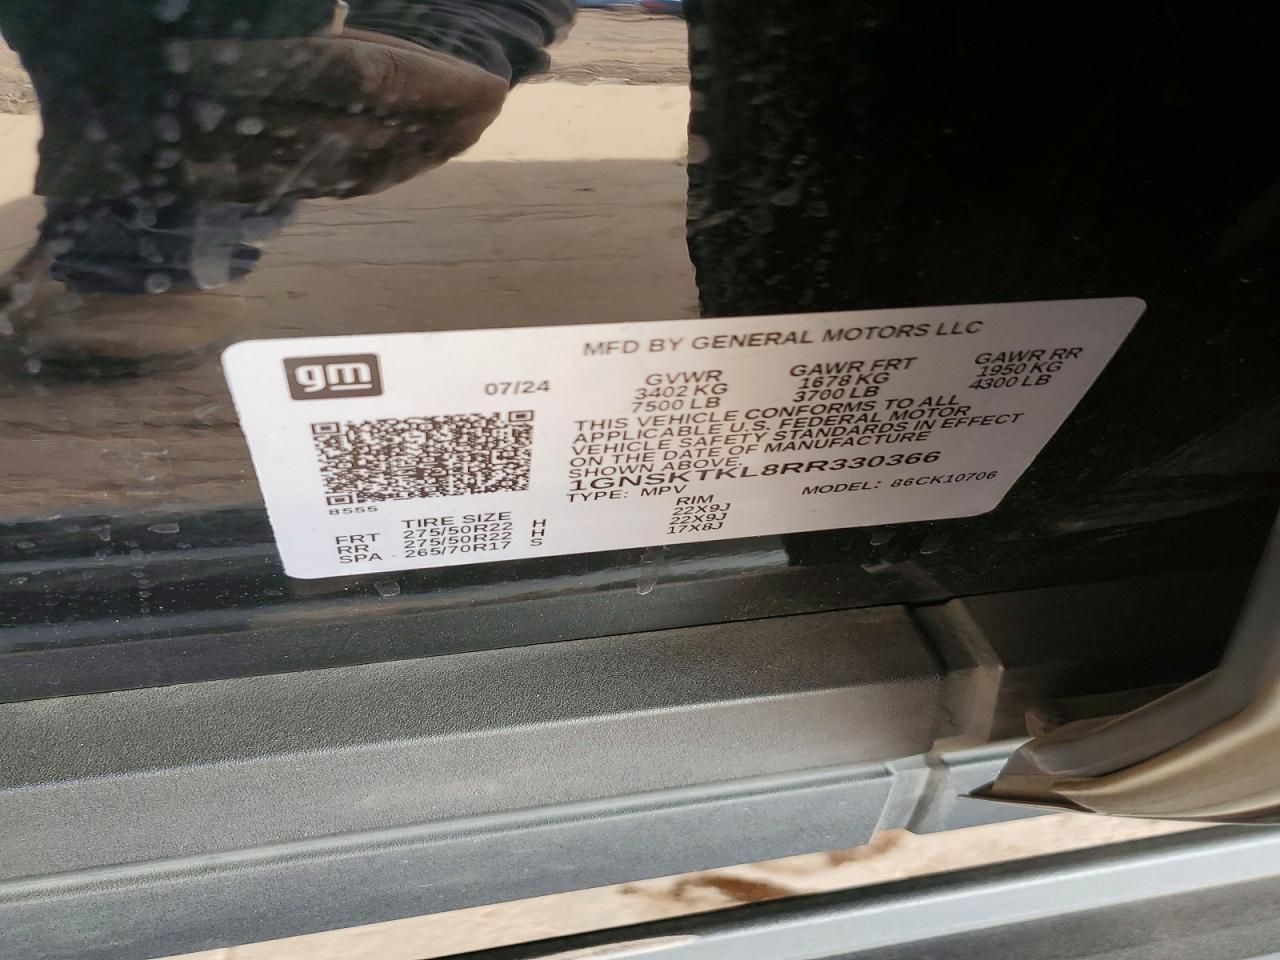 gm
MFD BY GENERAL MOTORS LLC
07/24
GVWR
3402 KG
7500 LB
GAWR FRT
1678 KG
3700 LB
GAWR RR
1950 KG
4300 LB
THIS VEHICLE CONFORMS TO ALL
APPLICABLE U.S. FEDERAL MOTOR
VEHICLE SAFETY STANDARDS IN EFFECT
ON THE DATE OF MANUFACTURE
SHOWN ABOVE.
1GNSKTKL8RR330366
TYPE: MPV
MODEL: 86CK10706
8555
TIRE SIZE
RIM
FRT 275/50R22 H 22X9J
RR 275/50R22 H 22X9J
SPA 265/70R17 S 17X8J